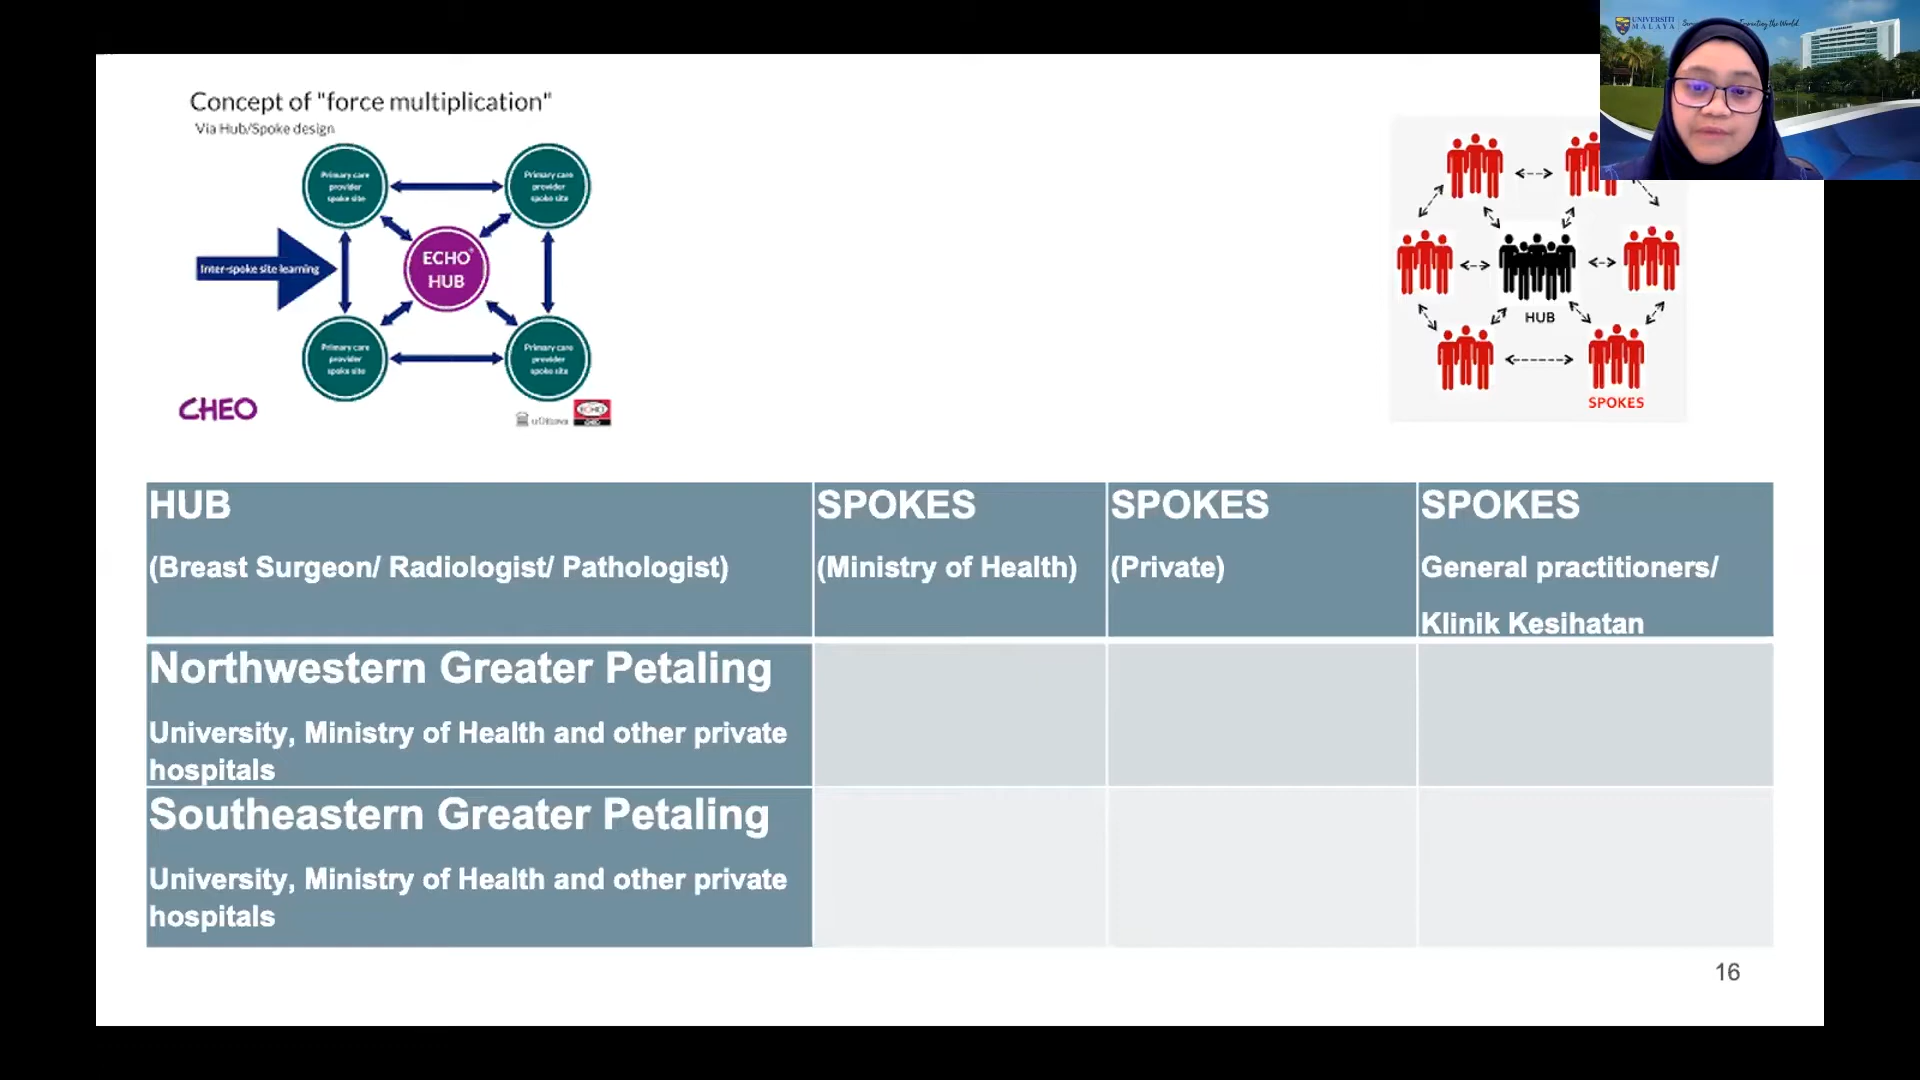 UNIVERSITI
MALAYA
Concept of "force multiplication"
Via Hub/Spoke design
Primary care
provider
spoke site
Primary care
provider
spoke site
Inter-spoke site learning
ECHO®
HUB
Primary care
provider
spoke site
Primary care
provider
spoke site
CHEO
uOttawa
ECHO
HUB
SPOKES
HUB
(Breast Surgeon/ Radiologist/ Pathologist)
SPOKES
(Ministry of Health)
SPOKES
(Private)
SPOKES
General practitioners/
Klinik Kesihatan
Northwestern Greater Petaling
University, Ministry of Health and other private
hospitals
Southeastern Greater Petaling
University, Ministry of Health and other private
hospitals
16